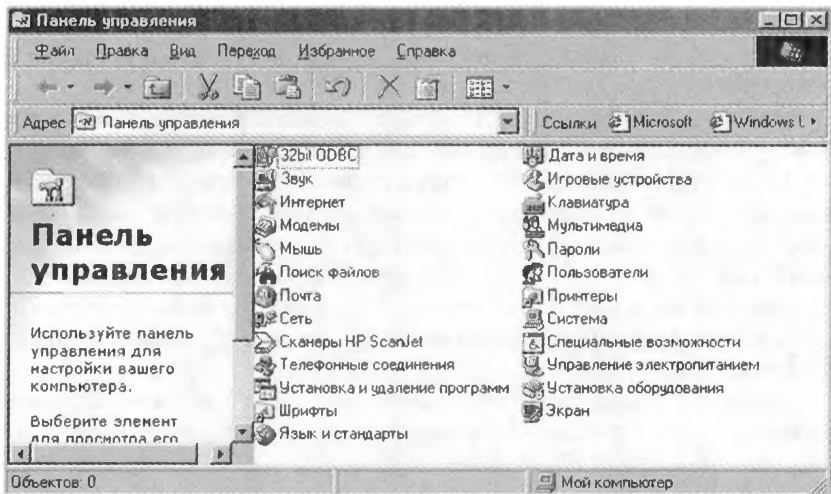 Панель управления
Файл Правка Вид Переход Избранное Справка
Адрес Панель управления Ссылки Microsoft Windows U
Панель управления
Используйте панель
управления для
настройки вашего
компьютера.
Выберите элемент
для просмотра его
32bit ODBC
Звук
Интернет
Модемы
Мышь
Поиск файлов
Почта
Сеть
Сканеры HP ScanJet
Телефонные соединения
Установка и удаление программ
Шрифты
Язык и стандарты
Дата и время
Игровые устройства
Клавиатура
Мультимедиа
Пароли
Пользователи
Принтеры
Система
Специальные возможности
Управление электропитанием
Установка оборудования
Экран
Объектов: 0 Мой компьютер